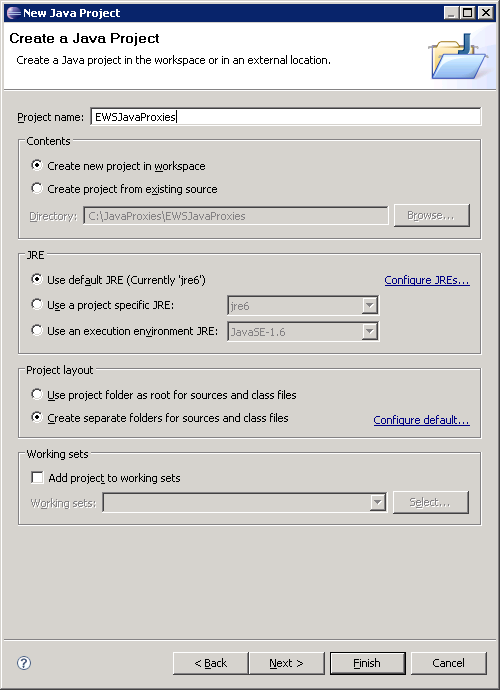 New Java Project
Create a Java Project
Create a Java project in the workspace or in an external location.
Project name: EWSJavaProxies
Contents
Create new project in workspace
Create project from existing source
Directory: C:\JavaProxies\EWSJavaProxies Browse...
JRE
Use default JRE (Currently 'jre6') Configure JREs...
Use a project specific JRE: jre6
Use an execution environment JRE: JavaSE-1.6
Project layout
Use project folder as root for sources and class files
Create separate folders for sources and class files Configure default...
Working sets
Add project to working sets
Working sets: Select...
? < Back Next > Finish Cancel